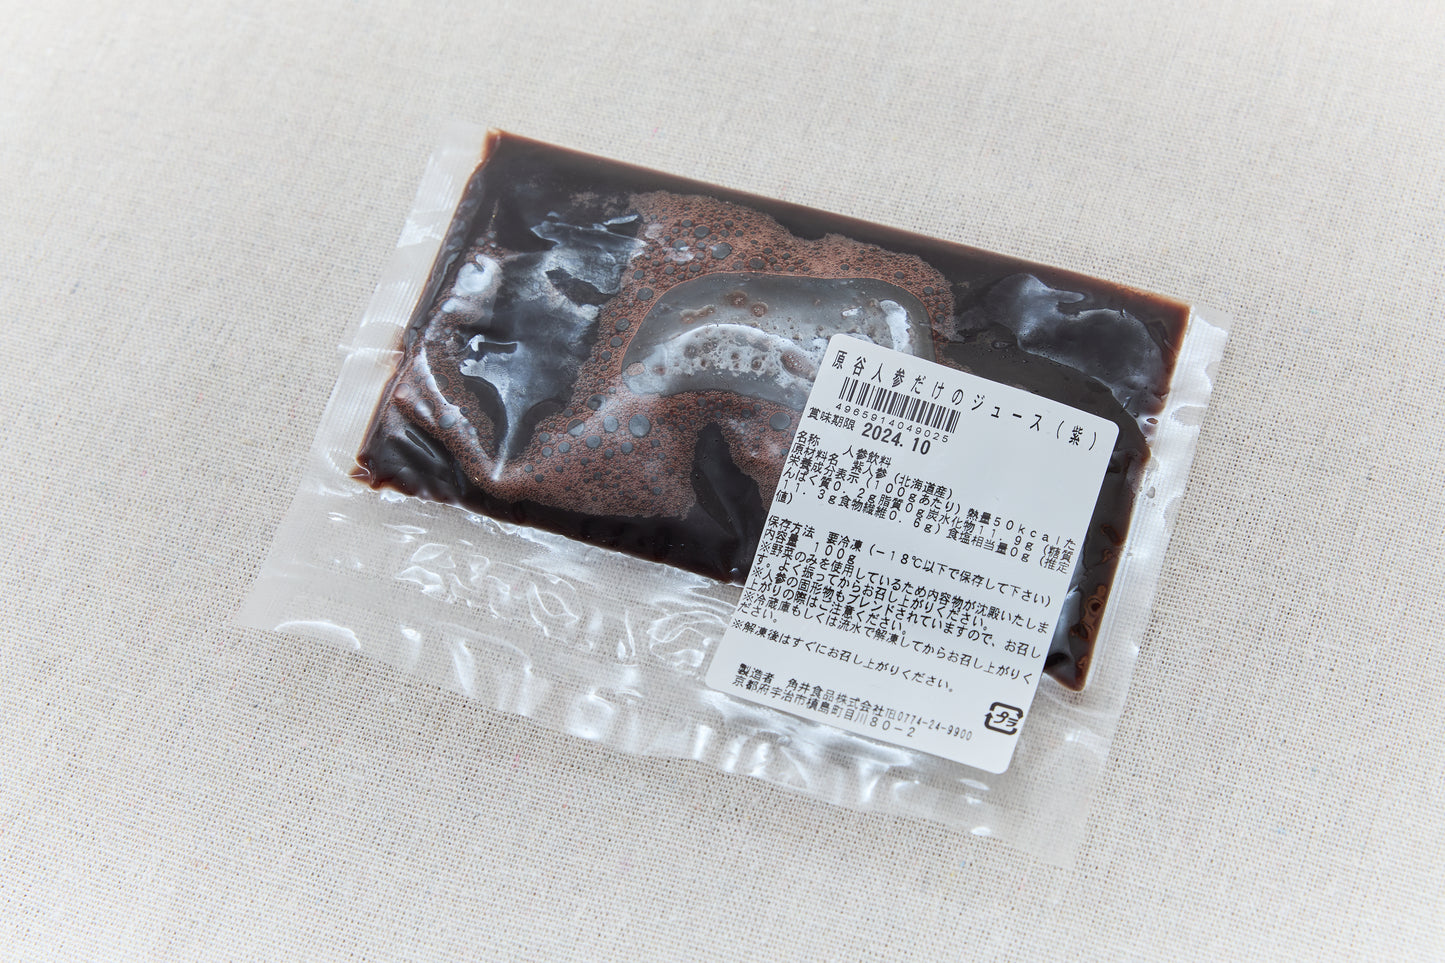 原谷人参だけのジュース(紫)
4965914049025
賞味期限 2024.10
名称 人参飲料
原材料名 紫人参(北海道産)
栄養成分表示(100gあたり)熱量50kcalた
んぱく質0.2g脂質0g炭水化物11.9g(糖質
11.3g食物繊維0.6g)食塩相当量0g(推定
値)
保存方法 要冷凍(-18℃以下で保存して下さい)
内容量 100g
※野菜のみを使用しているため内容物が沈殿いたしま
す。よく振ってからお召し上がりください。
※人参の固形物もブレンドされていますので、お召し
上がりの際はご注意ください。
※冷蔵庫もしくは流水で解凍してからお召し上がりく
ださい。
※解凍後はすぐにお召し上がりください。
製造者 角井食品株式会社TEL0774-24-9900
京都府宇治市槙島町目川80-2
プラ